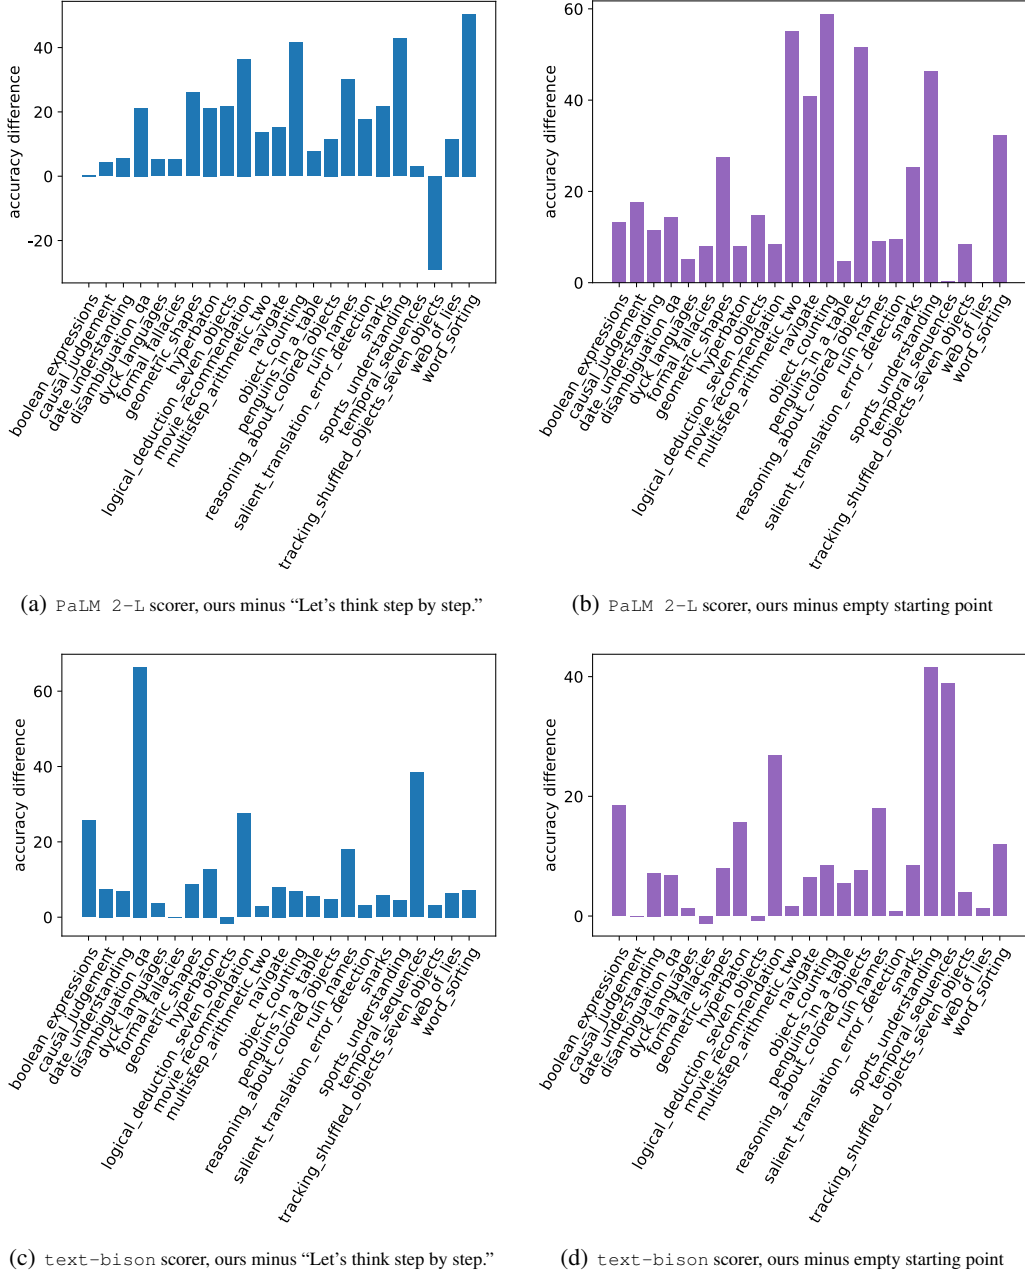 accuracy difference
40
20
0
-20
boolean_expressions
causal_judgement
date_understanding
disambiguation_qa
dyck_languages
formal_fallacies
geometric_shapes
hyperbaton
logical_deduction_seven_objects
movie_recommendation
multistep_arithmetic_two
navigate
object_counting
penguins_in_a_table
reasoning_about_colored_objects
ruin_names
salient_translation_error_detection
snarks
sports_understanding
temporal_sequences
tracking_shuffled_objects_seven_objects
web_of_lies
word_sorting
(a) PaLM 2-L scorer, ours minus “Let’s think step by step.”
accuracy difference
60
40
20
0
boolean_expressions
causal_judgement
date_understanding
disambiguation_qa
dyck_languages
formal_fallacies
geometric_shapes
hyperbaton
logical_deduction_seven_objects
movie_recommendation
multistep_arithmetic_two
navigate
object_counting
penguins_in_a_table
reasoning_about_colored_objects
ruin_names
salient_translation_error_detection
snarks
sports_understanding
temporal_sequences
tracking_shuffled_objects_seven_objects
web_of_lies
word_sorting
(b) PaLM 2-L scorer, ours minus empty starting point
accuracy difference
60
40
20
0
boolean_expressions
causal_judgement
date_understanding
disambiguation_qa
dyck_languages
formal_fallacies
geometric_shapes
hyperbaton
logical_deduction_seven_objects
movie_recommendation
multistep_arithmetic_two
navigate
object_counting
penguins_in_a_table
reasoning_about_colored_objects
ruin_names
salient_translation_error_detection
snarks
sports_understanding
temporal_sequences
tracking_shuffled_objects_seven_objects
web_of_lies
word_sorting
(c) text-bison scorer, ours minus “Let’s think step by step.”
accuracy difference
40
20
0
boolean_expressions
causal_judgement
date_understanding
disambiguation_qa
dyck_languages
formal_fallacies
geometric_shapes
hyperbaton
logical_deduction_seven_objects
movie_recommendation
multistep_arithmetic_two
navigate
object_counting
penguins_in_a_table
reasoning_about_colored_objects
ruin_names
salient_translation_error_detection
snarks
sports_understanding
temporal_sequences
tracking_shuffled_objects_seven_objects
web_of_lies
word_sorting
(d) text-bison scorer, ours minus empty starting point